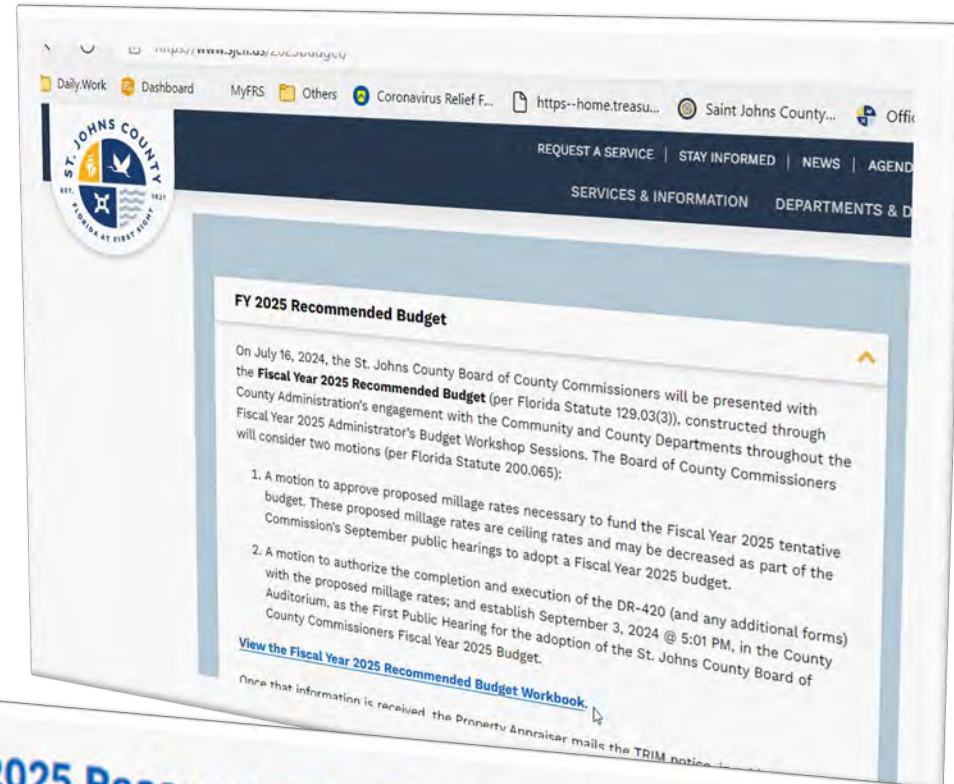 https://www.sjcfl.us/2025budget/
Daily.Work Dashboard MyFRS Others Coronavirus Relief F... https--home.treasu... Saint Johns County... Offic
ST. JOHNS COUNTY
EST. 1821
FLORIDA AT FIRST SIGHT
REQUEST A SERVICE | STAY INFORMED | NEWS | AGEND
SERVICES & INFORMATION DEPARTMENTS & D
FY 2025 Recommended Budget
On July 16, 2024, the St. Johns County Board of County Commissioners will be presented with
the Fiscal Year 2025 Recommended Budget (per Florida Statute 129.03(3)), constructed through
County Administration's engagement with the Community and County Departments throughout the
Fiscal Year 2025 Administrator's Budget Workshop Sessions. The Board of County Commissioners
will consider two motions (per Florida Statute 200.065):
1. A motion to approve proposed millage rates necessary to fund the Fiscal Year 2025 tentative
budget. These proposed millage rates are ceiling rates and may be decreased as part of the
Commission's September public hearings to adopt a Fiscal Year 2025 budget.
2. A motion to authorize the completion and execution of the DR-420 (and any additional forms)
with the proposed millage rates; and establish September 3, 2024 @ 5:01 PM, in the County
Auditorium, as the First Public Hearing for the adoption of the St. Johns County Board of
County Commissioners Fiscal Year 2025 Budget.
View the Fiscal Year 2025 Recommended Budget Workbook.
Once that information is received, the Property Appraiser mails the TRIM notice
2025